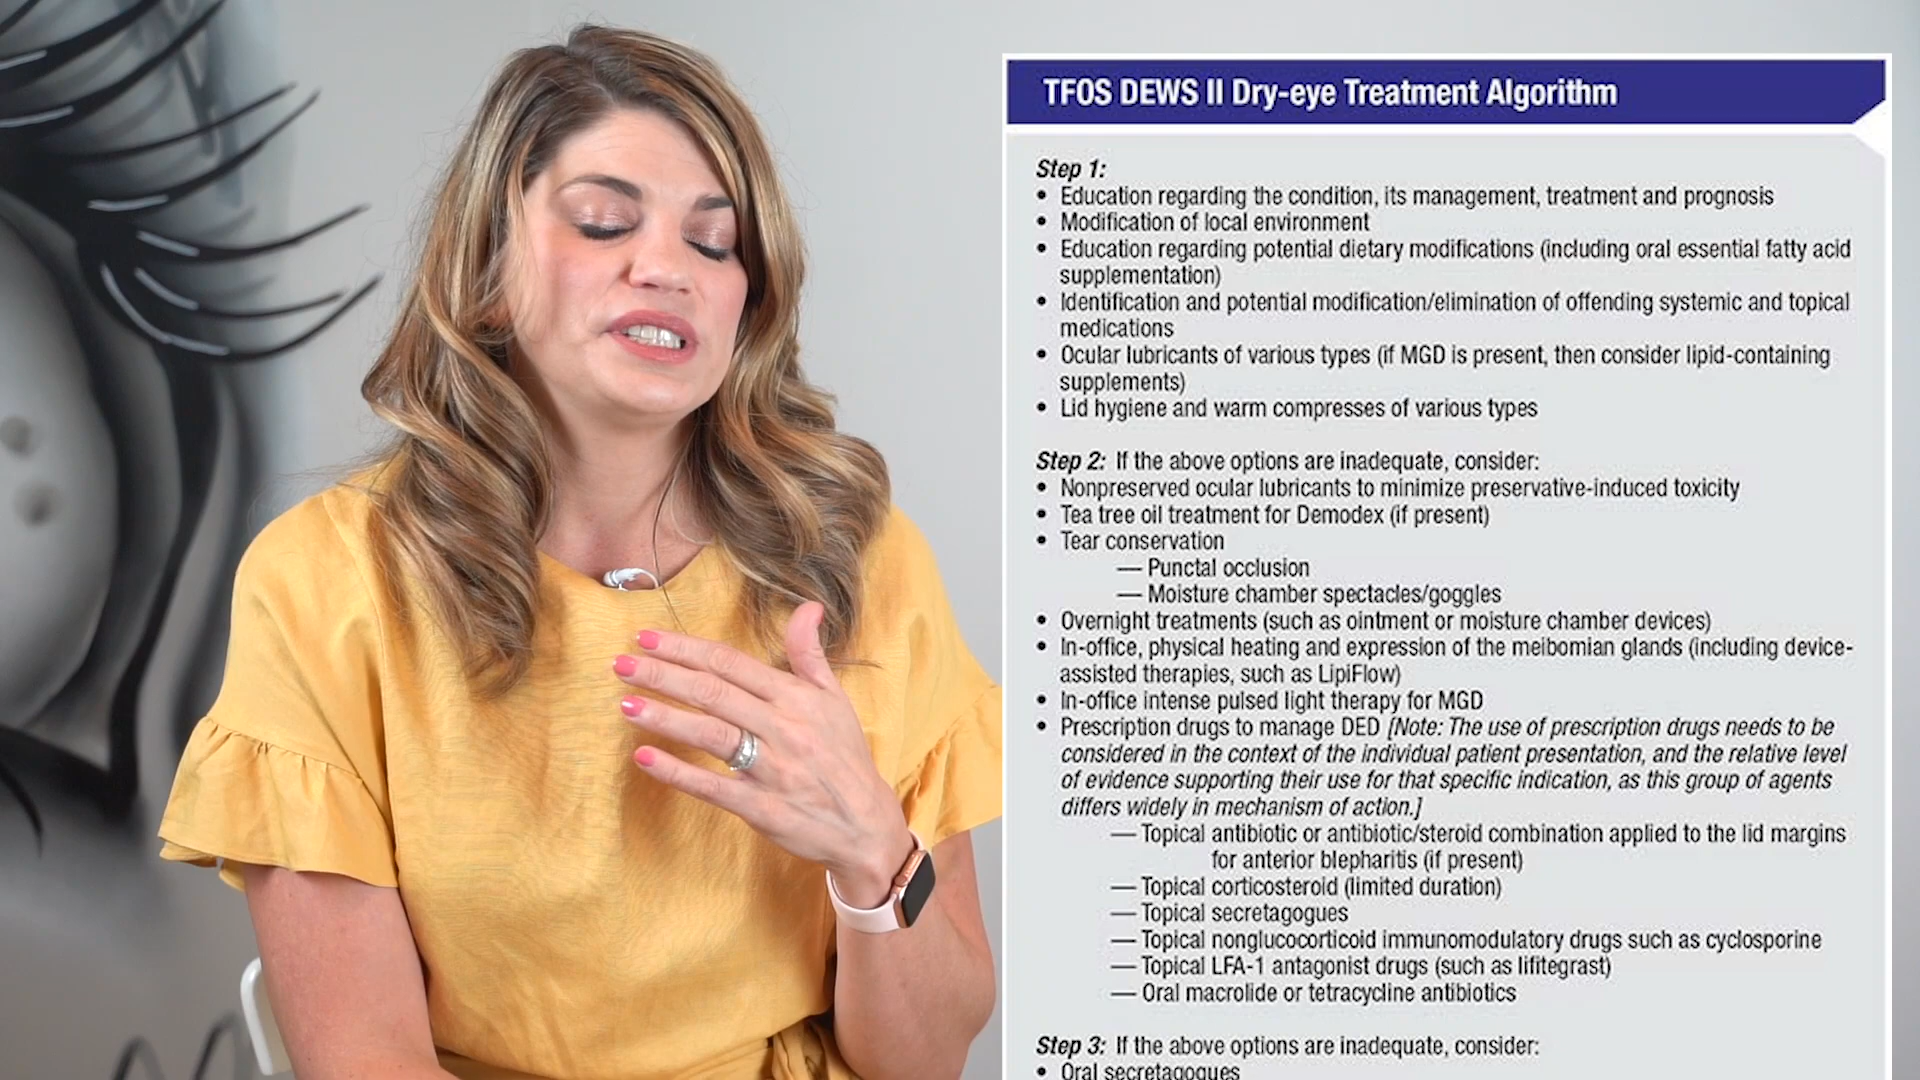 TFOS DEWS II Dry-eye Treatment Algorithm
Step 1:
• Education regarding the condition, its management, treatment and prognosis
• Modification of local environment
• Education regarding potential dietary modifications (including oral essential fatty acid
supplementation)
• Identification and potential modification/elimination of offending systemic and topical
medications
• Ocular lubricants of various types (if MGD is present, then consider lipid-containing
supplements)
• Lid hygiene and warm compresses of various types
Step 2: If the above options are inadequate, consider:
• Nonpreserved ocular lubricants to minimize preservative-induced toxicity
• Tea tree oil treatment for Demodex (if present)
• Tear conservation
— Punctal occlusion
— Moisture chamber spectacles/goggles
• Overnight treatments (such as ointment or moisture chamber devices)
• In-office, physical heating and expression of the meibomian glands (including device-
assisted therapies, such as LipiFlow)
• In-office intense pulsed light therapy for MGD
• Prescription drugs to manage DED [Note: The use of prescription drugs needs to be
considered in the context of the individual patient presentation, and the relative level
of evidence supporting their use for that specific indication, as this group of agents
differs widely in mechanism of action.]
— Topical antibiotic or antibiotic/steroid combination applied to the lid margins
for anterior blepharitis (if present)
— Topical corticosteroid (limited duration)
— Topical secretagogues
— Topical nonglucocorticoid immunomodulatory drugs such as cyclosporine
— Topical LFA-1 antagonist drugs (such as lifitegrast)
— Oral macrolide or tetracycline antibiotics
Step 3: If the above options are inadequate, consider:
• Oral secretagogues